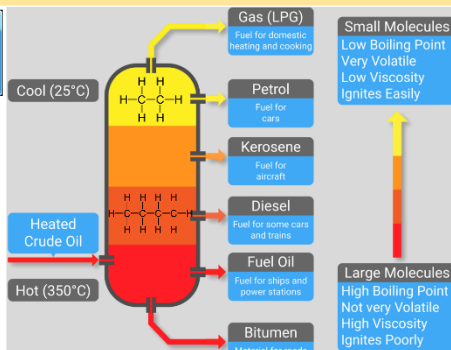 Gas (LPG)
Fuel for domestic
heating and cooking
Small Molecules
Low Boiling Point
Very Volatile
Low Viscosity
Ignites Easily
Cool (25°C)
H H
H-C-C-H
H H
Petrol
Fuel for
cars
Kerosene
Fuel for
aircraft
H H H H
H-C-C-C-C-H
H H H H
Diesel
Fuel for some cars
and trains
Heated
Crude Oil
Hot (350°C)
Fuel Oil
Fuel for ships and
power stations
Large Molecules
High Boiling Point
Not very Volatile
High Viscosity
Ignites Poorly
Bitumen
Material for roads